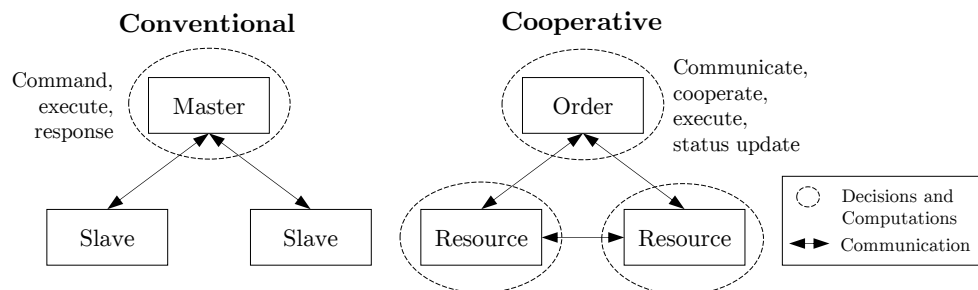 Conventional
Command,
execute,
response
Master
Slave
Slave
Cooperative
Order
Communicate,
cooperate,
execute,
status update
Resource
Resource
Decisions and
Computations
Communication